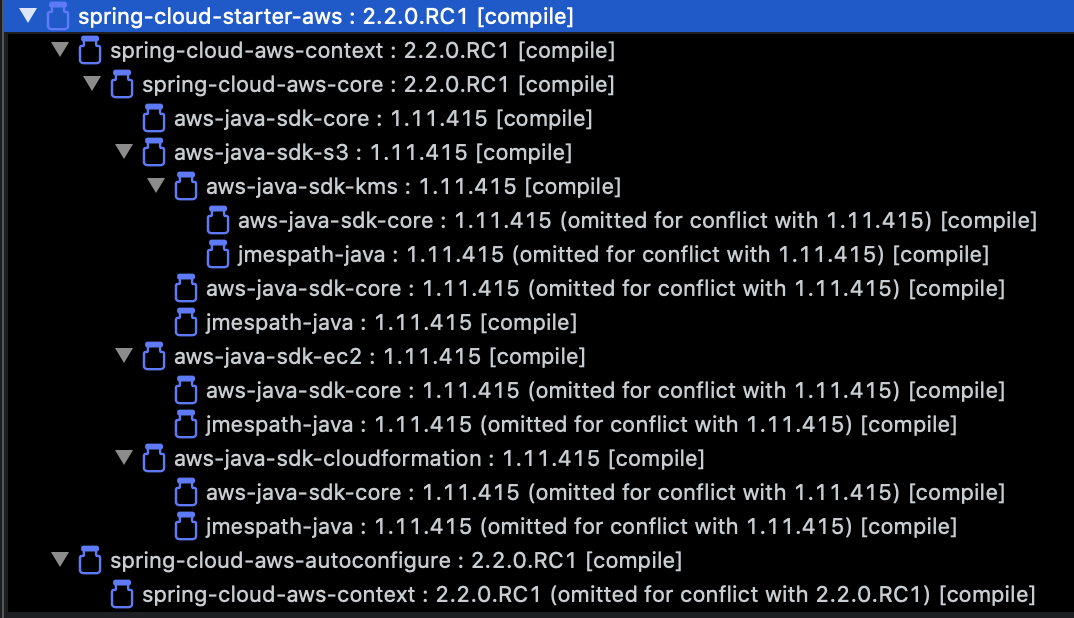 spring-cloud-starter-aws : 2.2.0.RC1 [compile]
spring-cloud-aws-context : 2.2.0.RC1 [compile]
spring-cloud-aws-core : 2.2.0.RC1 [compile]
aws-java-sdk-core : 1.11.415 [compile]
aws-java-sdk-s3 : 1.11.415 [compile]
aws-java-sdk-kms : 1.11.415 [compile]
aws-java-sdk-core : 1.11.415 (omitted for conflict with 1.11.415) [compile]
jmespath-java : 1.11.415 (omitted for conflict with 1.11.415) [compile]
aws-java-sdk-core : 1.11.415 (omitted for conflict with 1.11.415) [compile]
jmespath-java : 1.11.415 [compile]
aws-java-sdk-ec2 : 1.11.415 [compile]
aws-java-sdk-core : 1.11.415 (omitted for conflict with 1.11.415) [compile]
jmespath-java : 1.11.415 (omitted for conflict with 1.11.415) [compile]
aws-java-sdk-cloudformation : 1.11.415 [compile]
aws-java-sdk-core : 1.11.415 (omitted for conflict with 1.11.415) [compile]
jmespath-java : 1.11.415 (omitted for conflict with 1.11.415) [compile]
spring-cloud-aws-autoconfigure : 2.2.0.RC1 [compile]
spring-cloud-aws-context : 2.2.0.RC1 (omitted for conflict with 2.2.0.RC1) [compile]